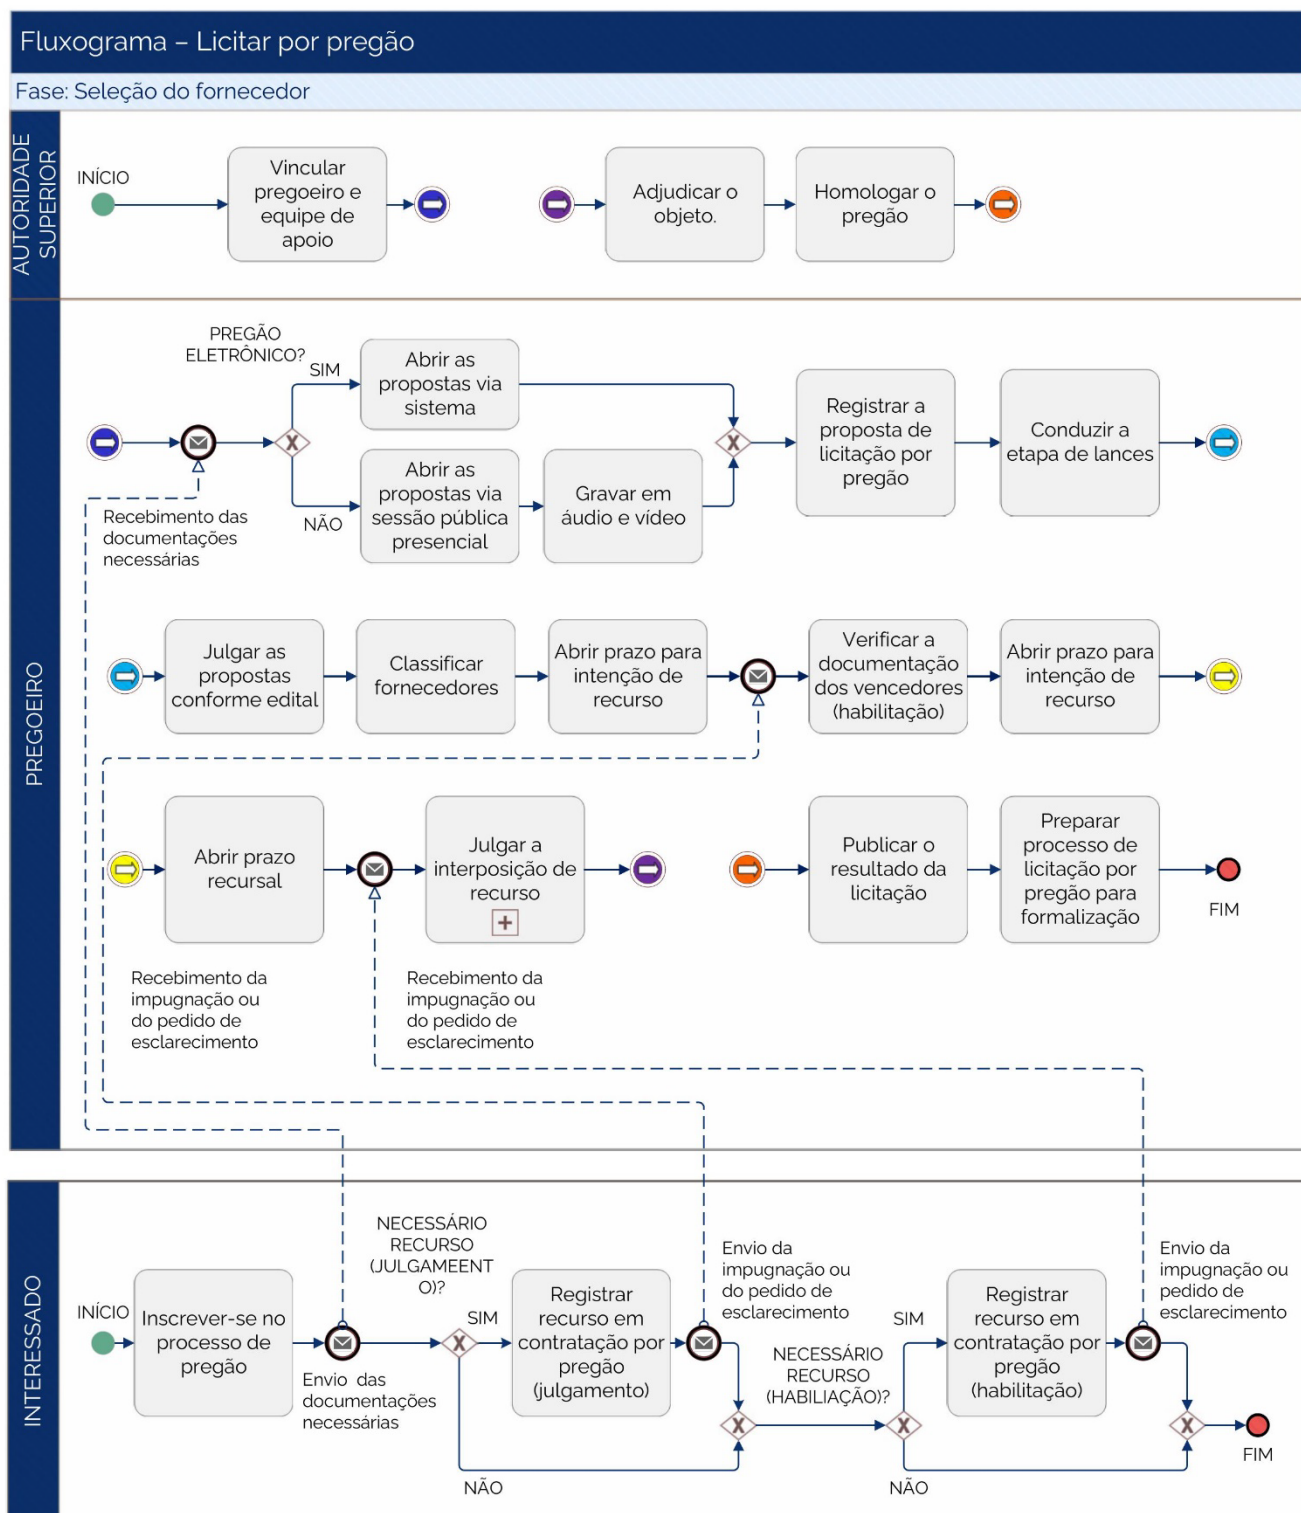 Fluxograma – Licitar por pregão
Fase: Seleção do fornecedor
AUTORIDADE
SUPERIOR
INÍCIO
Vincular
pregoeiro e
equipe de
apoio
Adjudicar o
objeto.
Homologar o
pregão
PREGOEIRO
PREGÃO
ELETRÔNICO?
SIM
Abrir as
propostas via
sistema
NÃO
Abrir as
propostas via
sessão pública
presencial
Gravar em
áudio e vídeo
Registrar a
proposta de
licitação por
pregão
Conduzir a
etapa de lances
Recebimento das
documentações
necessárias
Julgar as
propostas
conforme edital
Classificar
fornecedores
Abrir prazo para
intenção de
recurso
Verificar a
documentação
dos vencedores
(habilitação)
Abrir prazo para
intenção de
recurso
Abrir prazo
recursal
Julgar a
interposição de
recurso
Publicar o
resultado da
licitação
Preparar
processo de
licitação por
pregão para
formalização
FIM
Recebimento da
impugnação ou
do pedido de
esclarecimento
Recebimento da
impugnação ou
do pedido de
esclarecimento
INTERESSADO
INÍCIO
Inscrever-se no
processo de
pregão
Envio das
documentações
necessárias
NECESSÁRIO
RECURSO
(JULGAMEENT
O)?
SIM
NÃO
Registrar
recurso em
contratação por
pregão
(julgamento)
Envio da
impugnação ou
do pedido de
esclarecimento
NECESSÁRIO
RECURSO
(HABILIAÇÃO)?
SIM
NÃO
Registrar
recurso em
contratação por
pregão
(habilitação)
Envio da
impugnação ou
pedido de
esclarecimento
FIM